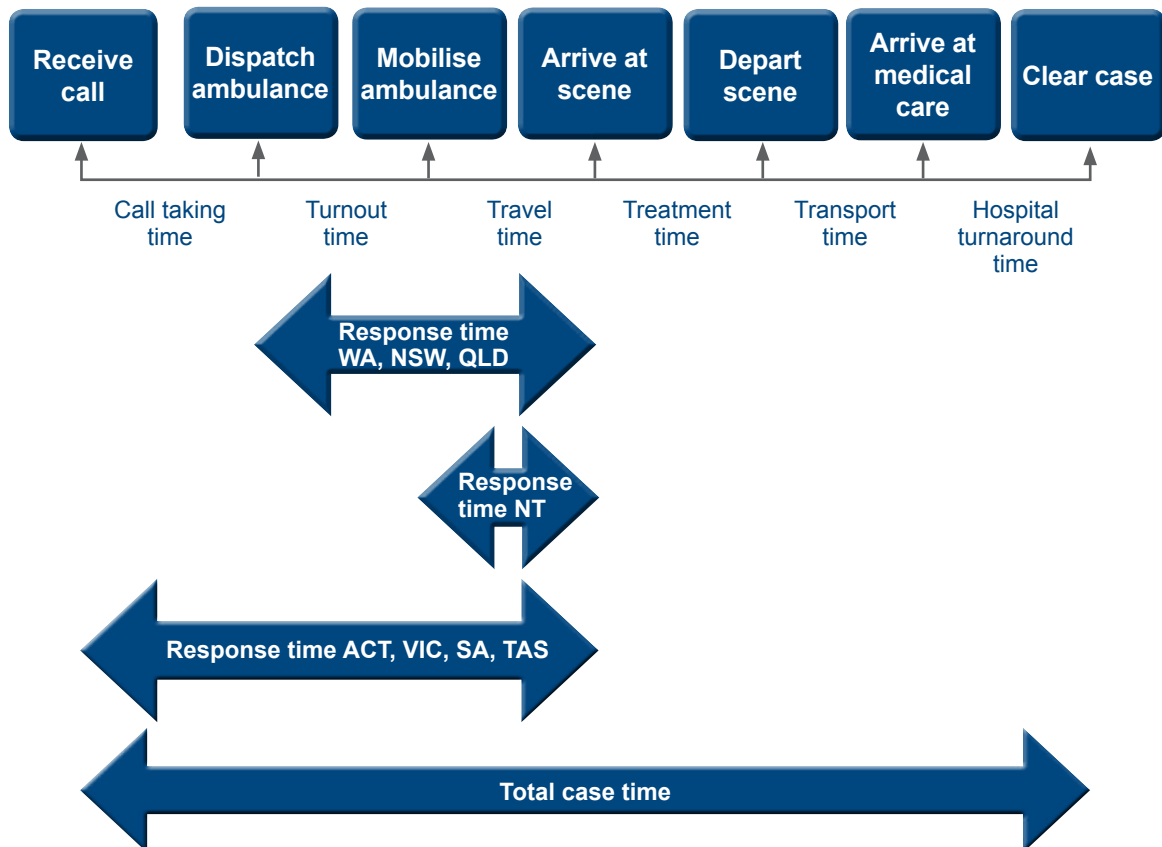 Receive
call
Dispatch
ambulance
Mobilise
ambulance
Arrive at
scene
Depart
scene
Arrive at
medical
care
Clear case
Call taking
time
Turnout
time
Travel
time
Treatment
time
Transport
time
Hospital
turnaround
time
Response time
WA, NSW, QLD
Response
time NT
Response time ACT, VIC, SA, TAS
Total case time